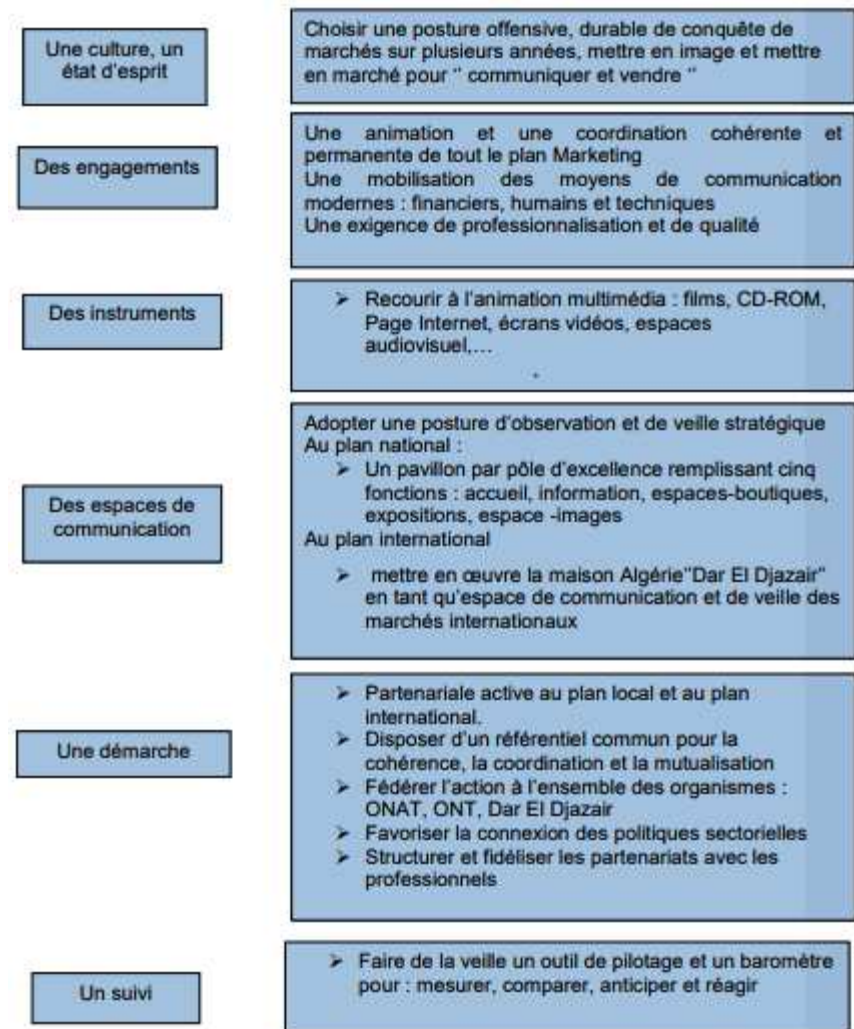 Une culture, un
état d'esprit
Choisir une posture offensive, durable de conquête de
marchés sur plusieurs années, mettre en image et mettre
en marché pour " communiquer et vendre "
Des engagements
Une animation et une coordination cohérente et
permanente de tout le plan Marketing
Une mobilisation des moyens de communication
modernes : financiers, humains et techniques
Une exigence de professionnalisation et de qualité
Des instruments
➢ Recourir à l'animation multimédia : films, CD-ROM,
Page Internet, écrans vidéos, espaces
audiovisuel,…
.
Des espaces de
communication
Adopter une posture d'observation et de veille stratégique
Au plan national :
➢ Un pavillon par pôle d'excellence remplissant cinq
fonctions : accueil, information, espaces-boutiques,
expositions, espace -images
Au plan international
➢ mettre en œuvre la maison Algérie"Dar El Djazair"
en tant qu'espace de communication et de veille des
marchés internationaux
Une démarche
➢ Partenariale active au plan local et au plan
international.
➢ Disposer d'un référentiel commun pour la
cohérence, la coordination et la mutualisation
➢ Fédérer l'action à l'ensemble des organismes :
ONAT, ONT, Dar El Djazair
➢ Favoriser la connexion des politiques sectorielles
➢ Structurer et fidéliser les partenariats avec les
professionnels
Un suivi
➢ Faire de la veille un outil de pilotage et un baromètre
pour : mesurer, comparer, anticiper et réagir